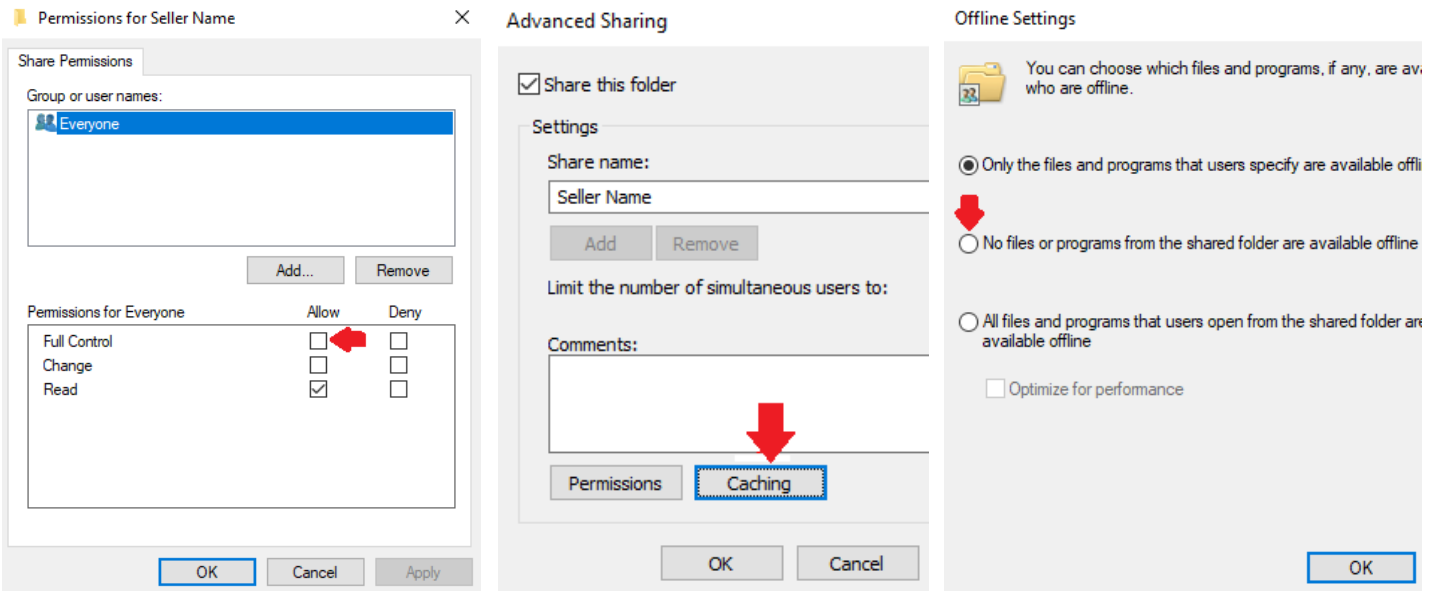 Permissions for Seller Name
Share Permissions
Group or user names:
Everyone
Add...
Remove
Permissions for Everyone
Allow
Deny
Full Control
Change
Read
OK
Cancel
Apply
Advanced Sharing
Share this folder
Settings
Share name:
Seller Name
Add
Remove
Limit the number of simultaneous users to:
Comments:
Permissions
Caching
OK
Cancel
Offline Settings
You can choose which files and programs, if any, are
who are offline.
Only the files and programs that users specify are available
No files or programs from the shared folder are available offline
All files and programs that users open from the shared folder
available offline
Optimize for performance
OK